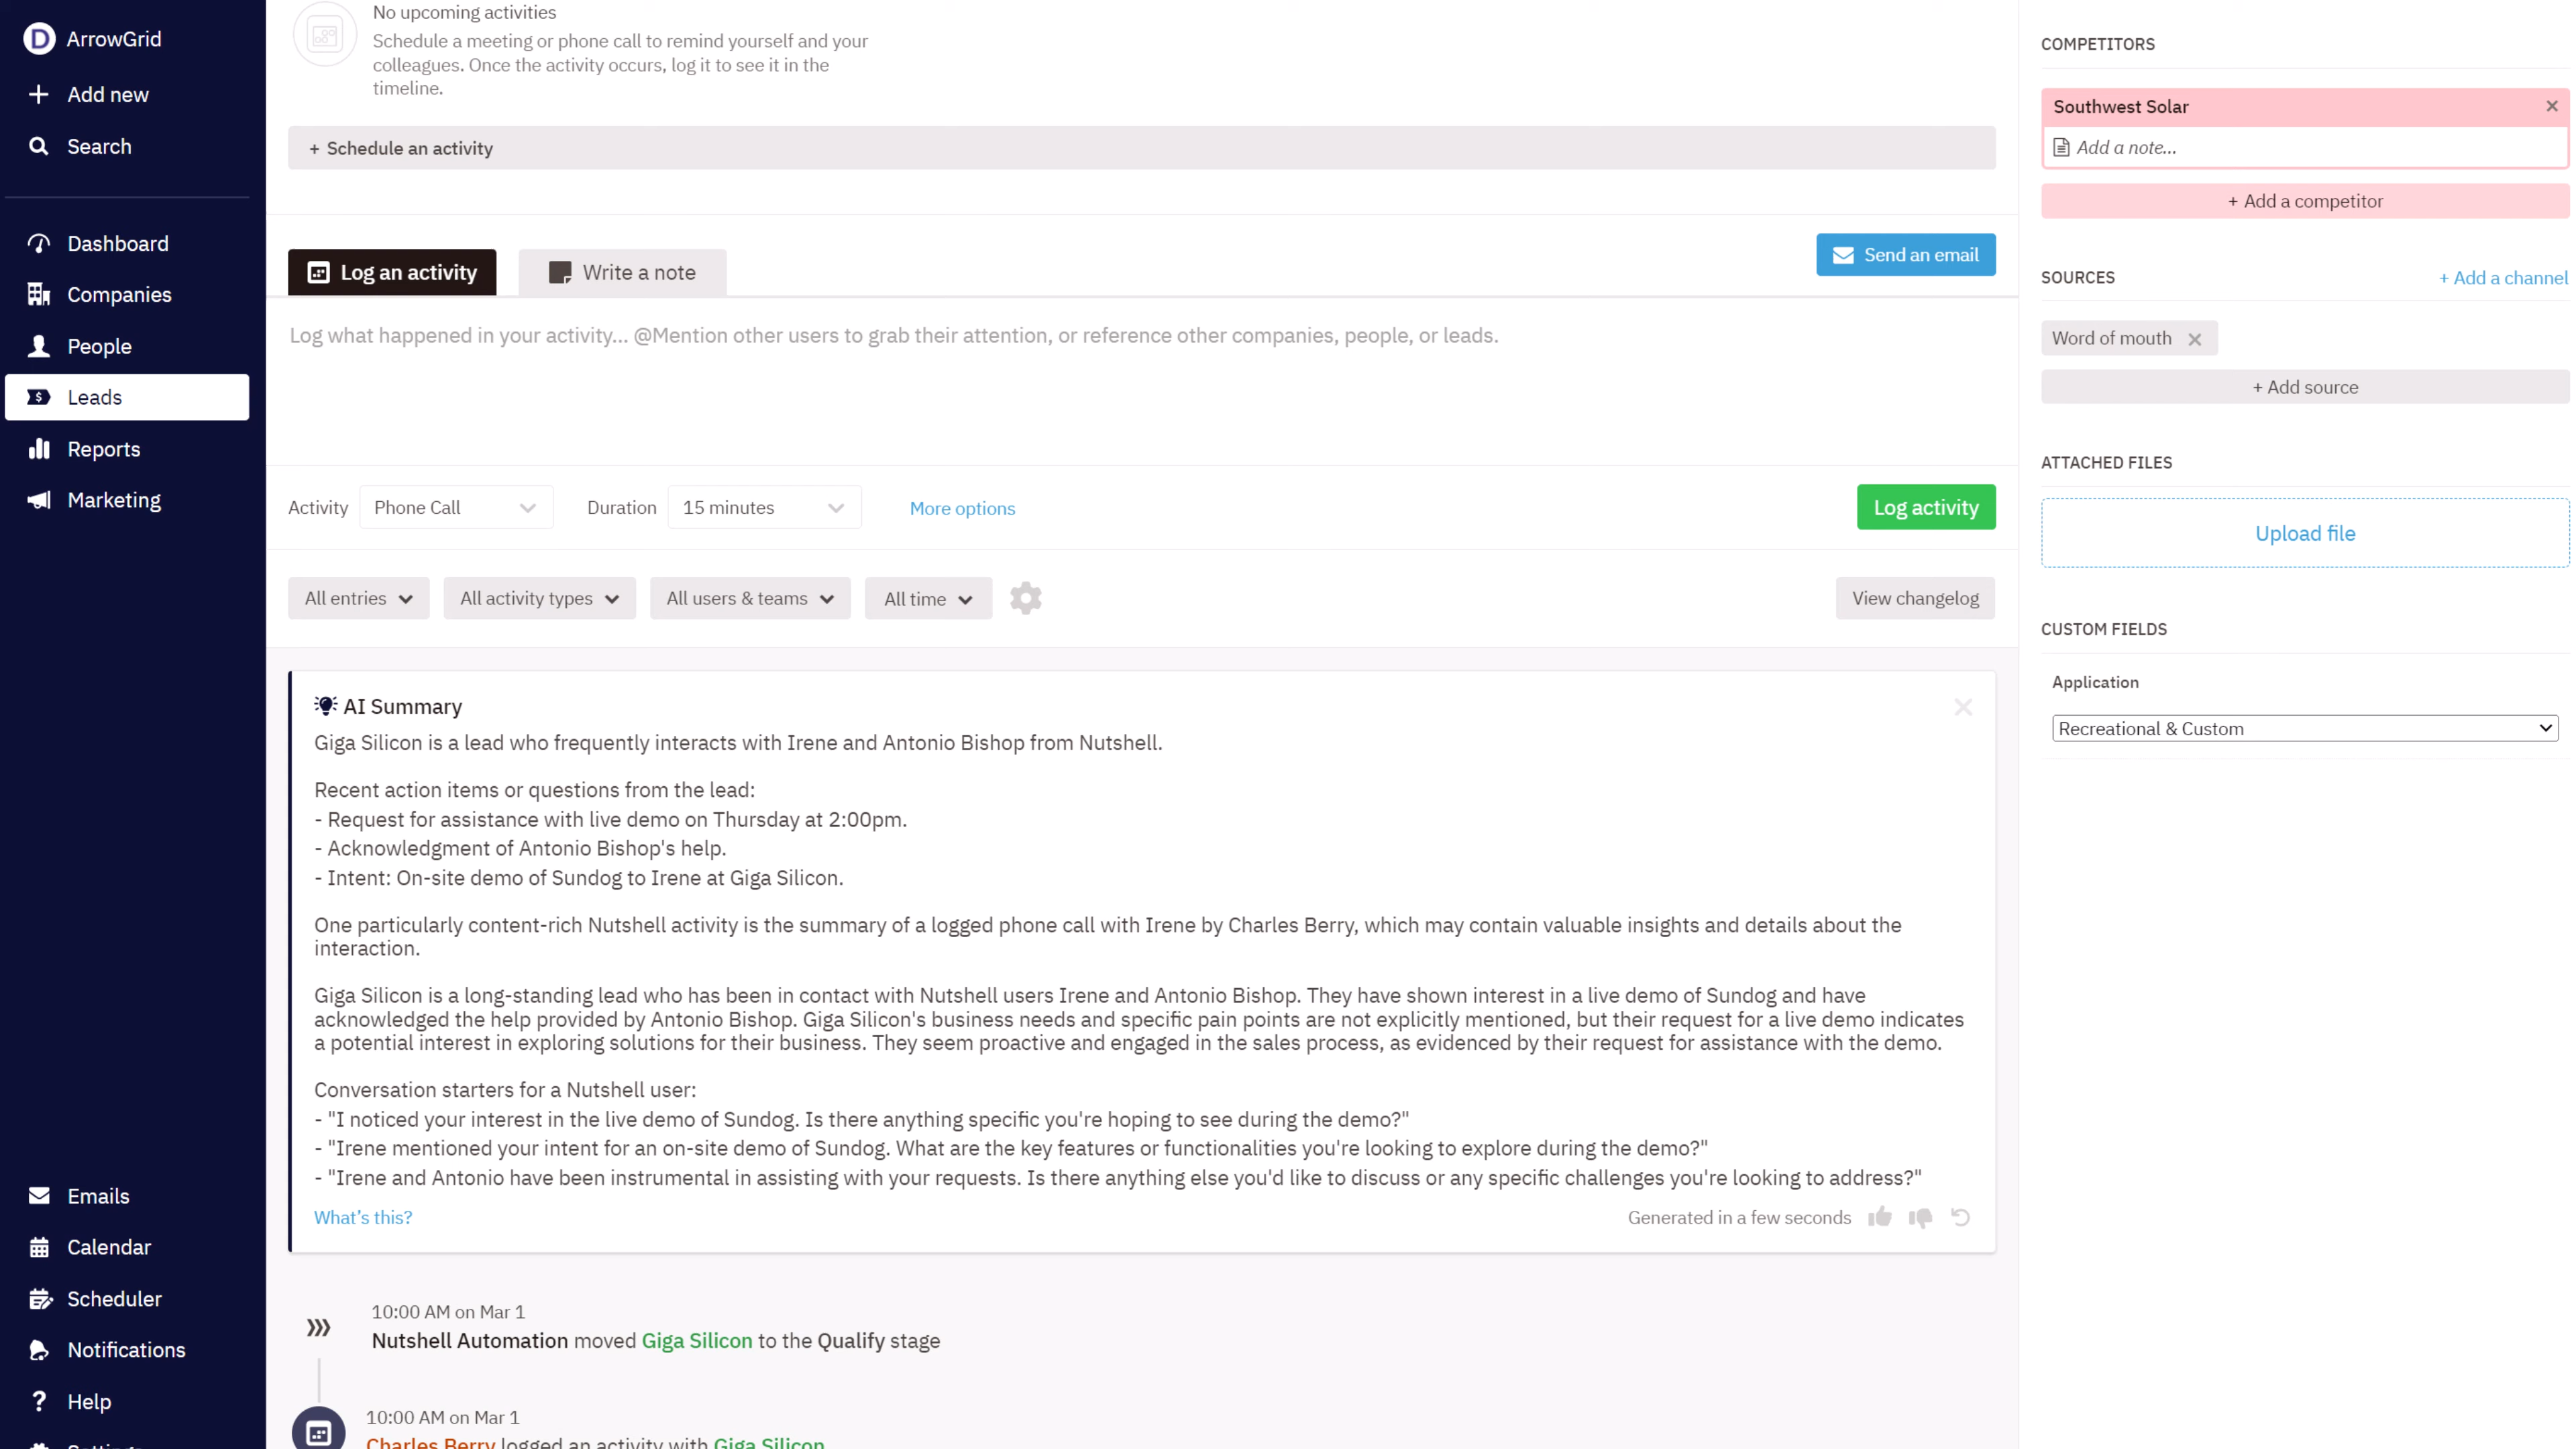 D ArrowGrid
Add new
Search
Dashboard
Companies
People
Leads
Reports
Marketing
Emails
Calendar
Scheduler
Notifications
Help
No upcoming activities
Schedule a meeting or phone call to remind yourself and your
colleagues. Once the activity occurs, log it to see it in the
timeline.
+ Schedule an activity
Log an activity
Write a note
Send an email
Log what happened in your activity... @Mention other users to grab their attention, or reference other companies, people, or leads.
Activity Phone Call Duration 15 minutes More options Log activity
All entries All activity types All users & teams All time View changelog
AI Summary
Giga Silicon is a lead who frequently interacts with Irene and Antonio Bishop from Nutshell.
Recent action items or questions from the lead:
- Request for assistance with live demo on Thursday at 2:00pm.
- Acknowledgment of Antonio Bishop's help.
- Intent: On-site demo of Sundog to Irene at Giga Silicon.
One particularly content-rich Nutshell activity is the summary of a logged phone call with Irene by Charles Berry, which may contain valuable insights and details about the
interaction.
Giga Silicon is a long-standing lead who has been in contact with Nutshell users Irene and Antonio Bishop. They have shown interest in a live demo of Sundog and have
acknowledged the help provided by Antonio Bishop. Giga Silicon's business needs and specific pain points are not explicitly mentioned, but their request for a live demo indicates
a potential interest in exploring solutions for their business. They seem proactive and engaged in the sales process, as evidenced by their request for assistance with the demo.
Conversation starters for a Nutshell user:
- "I noticed your interest in the live demo of Sundog. Is there anything specific you're hoping to see during the demo?"
- "Irene mentioned your intent for an on-site demo of Sundog. What are the key features or functionalities you're looking to explore during the demo?"
- "Irene and Antonio have been instrumental in assisting with your requests. Is there anything else you'd like to discuss or any specific challenges you're looking to address?"
What's this? Generated in a few seconds
10:00 AM on Mar 1
Nutshell Automation moved Giga Silicon to the Qualify stage
10:00 AM on Mar 1
Charles Berry logged an activity with Giga Silicon
COMPETITORS
Southwest Solar
Add a note...
+ Add a competitor
SOURCES + Add a channel
Word of mouth
+ Add source
ATTACHED FILES
Upload file
CUSTOM FIELDS
Application
Recreational & Custom